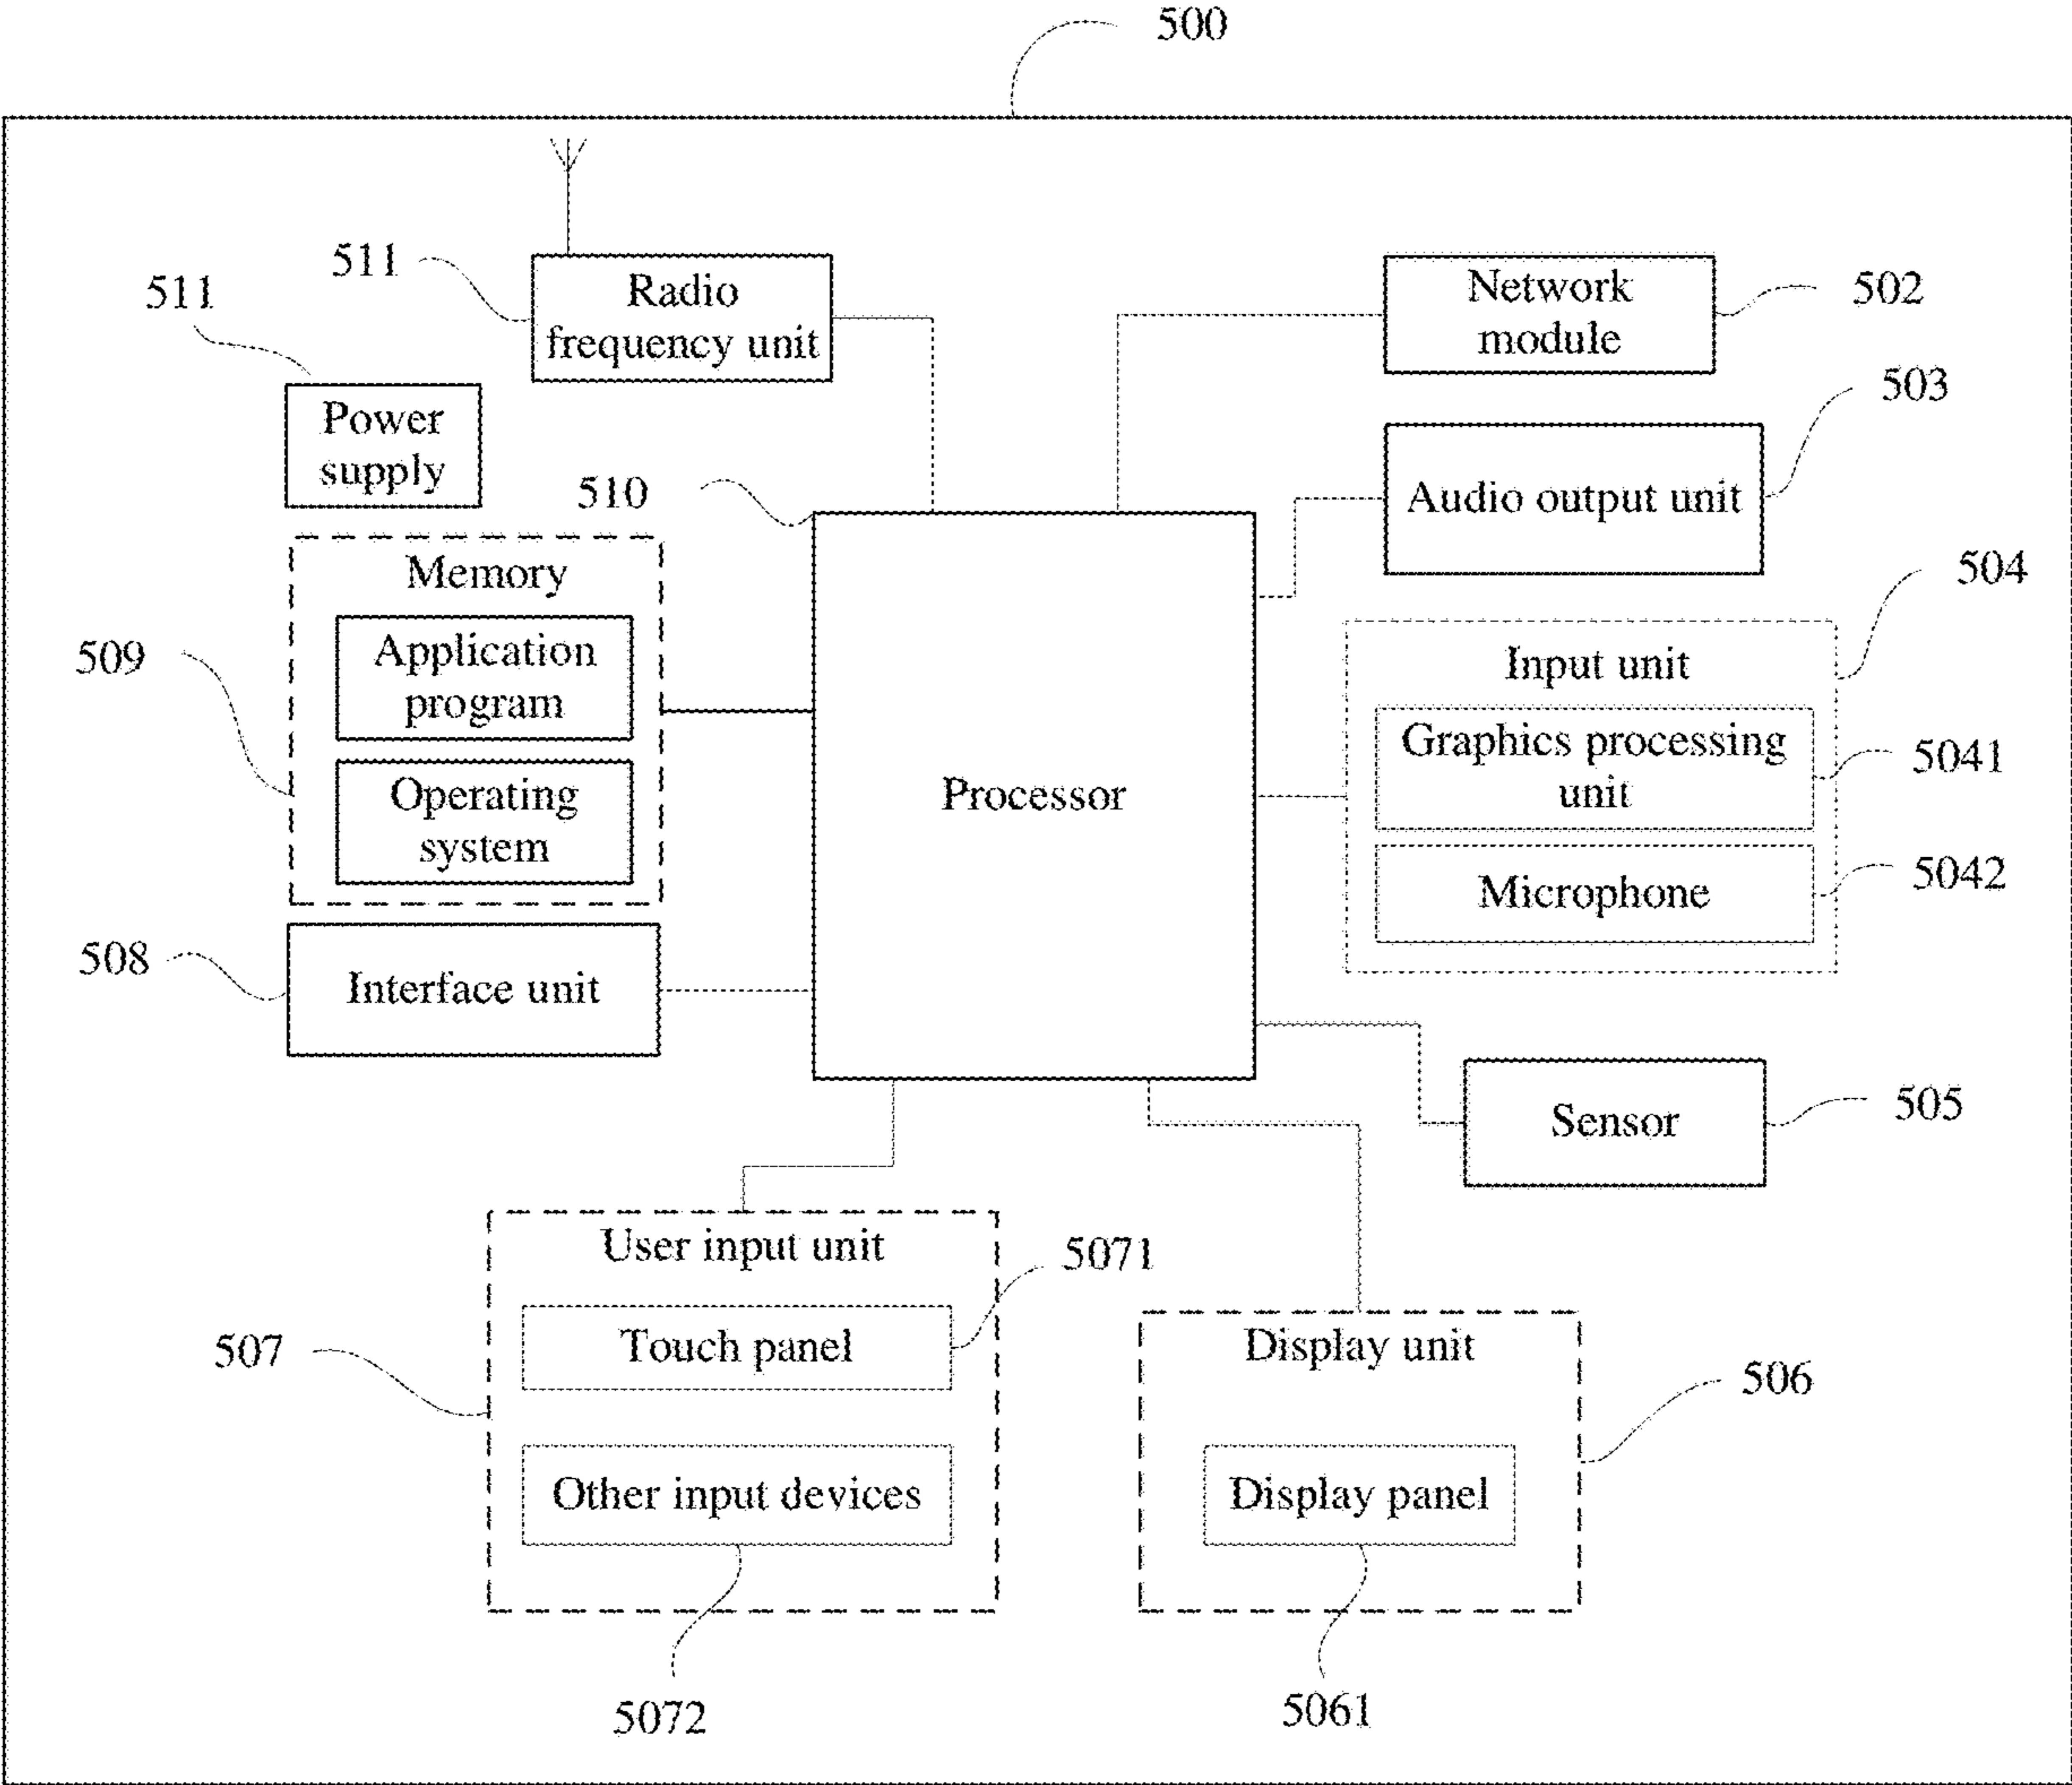 500
511
Radio
frequency unit
511
Power
supply
Network
module
502
503
Audio output unit
510
Memory
Application
program
Operating
system
509
Processor
504
Input unit
Graphics processing
unit
5041
Microphone
5042
508
Interface unit
Sensor
505
User input unit
5071
Touch panel
507
Other input devices
5072
Display unit
506
Display panel
5061